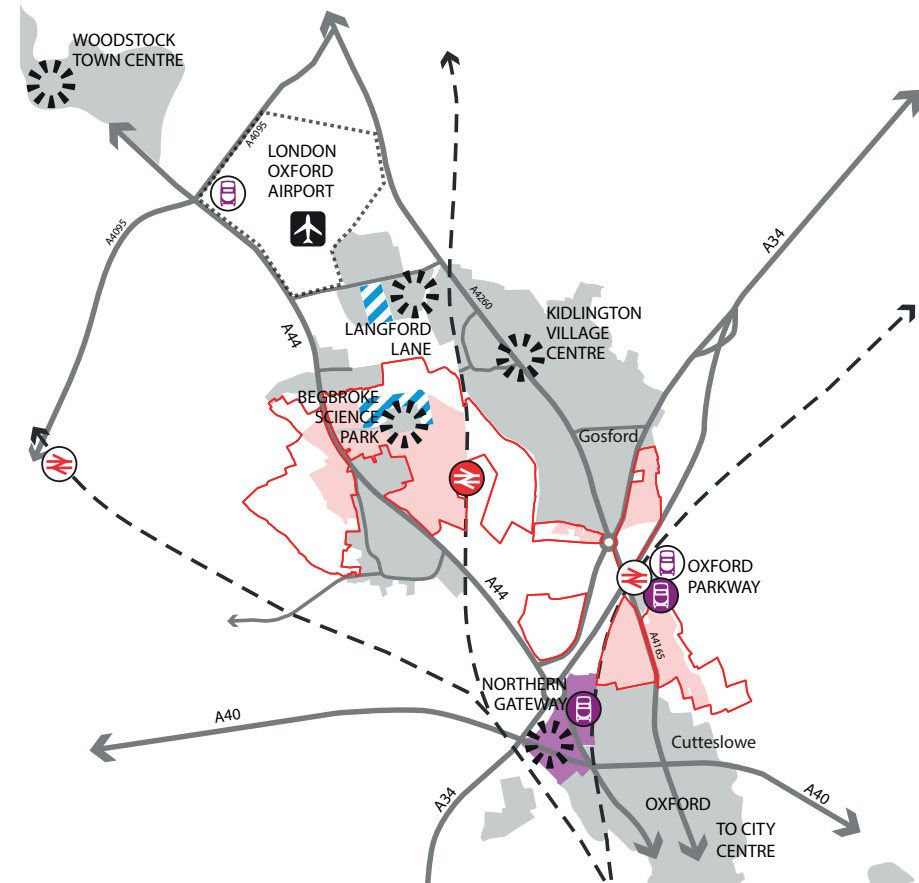 WOODSTOCK
TOWN CENTRE
A4095
LONDON
OXFORD
AIRPORT
A4095
A34
A44
A4260
LANGFORD
LANE
KIDLINGTON
VILLAGE
CENTRE
BEGBROKE
SCIENCE
PARK
Gosford
OXFORD
PARKWAY
A44
A4165
NORTHERN
GATEWAY
A40
Cutteslowe
A34
OXFORD
A40
TO CITY
CENTRE